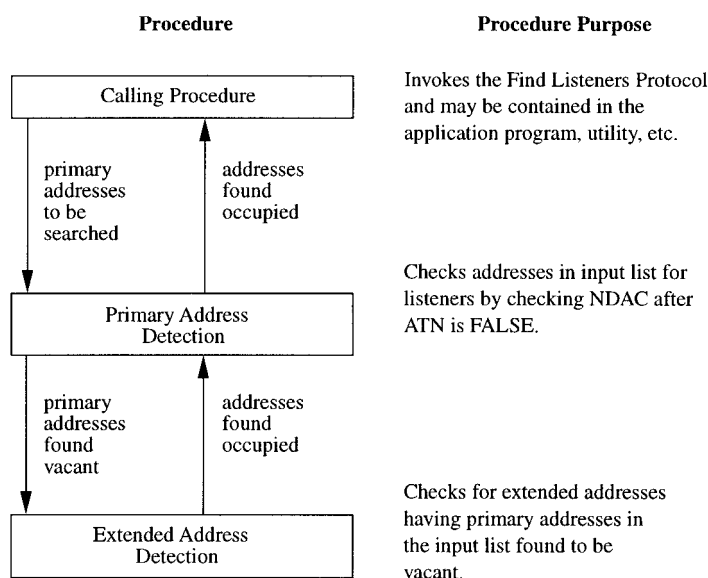 Procedure
Procedure Purpose
Calling Procedure
Invokes the Find Listeners Protocol
and may be contained in the
application program, utility, etc.
primary
addresses
to be
searched
addresses
found
occupied
Primary Address
Detection
Checks addresses in input list for
listeners by checking NDAC after
ATN is FALSE.
primary
addresses
found
vacant
addresses
found
occupied
Extended Address
Detection
Checks for extended addresses
having primary addresses in
the input list found to be
vacant.